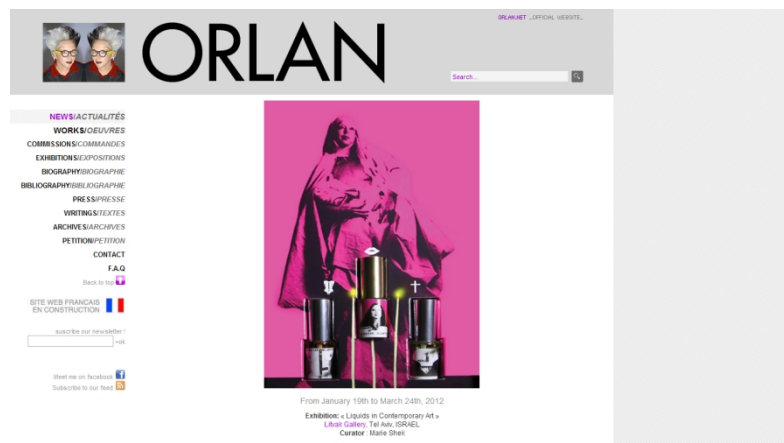 ORLAN.NET ...OFFICIAL WEBSITE...
ORLAN
Search...
NEWS/ACTUALITÉS
WORKS/OEUVRES
COMMISSIONS/COMMANDES
EXHIBITIONS/EXPOSITIONS
BIOGRAPHY/BIOGRAPHIE
BIBLIOGRAPHY/BIBLIOGRAPHIE
PRESS/PRESSE
WRITINGS/TEXTES
ARCHIVES/ARCHIVES
PETITION/PETITION
CONTACT
F.A.Q
Back to top
SITE WEB FRANCAIS
EN CONSTRUCTION
suscribe our newsletter !
>ok
Meet me on facebook
Subscribe to our feed
From January 19th to March 24th, 2012
Exhibition: « Liquids in Contemporary Art »
Litvak Gallery, Tel Aviv, ISRAEL
Curator : Marie Shek